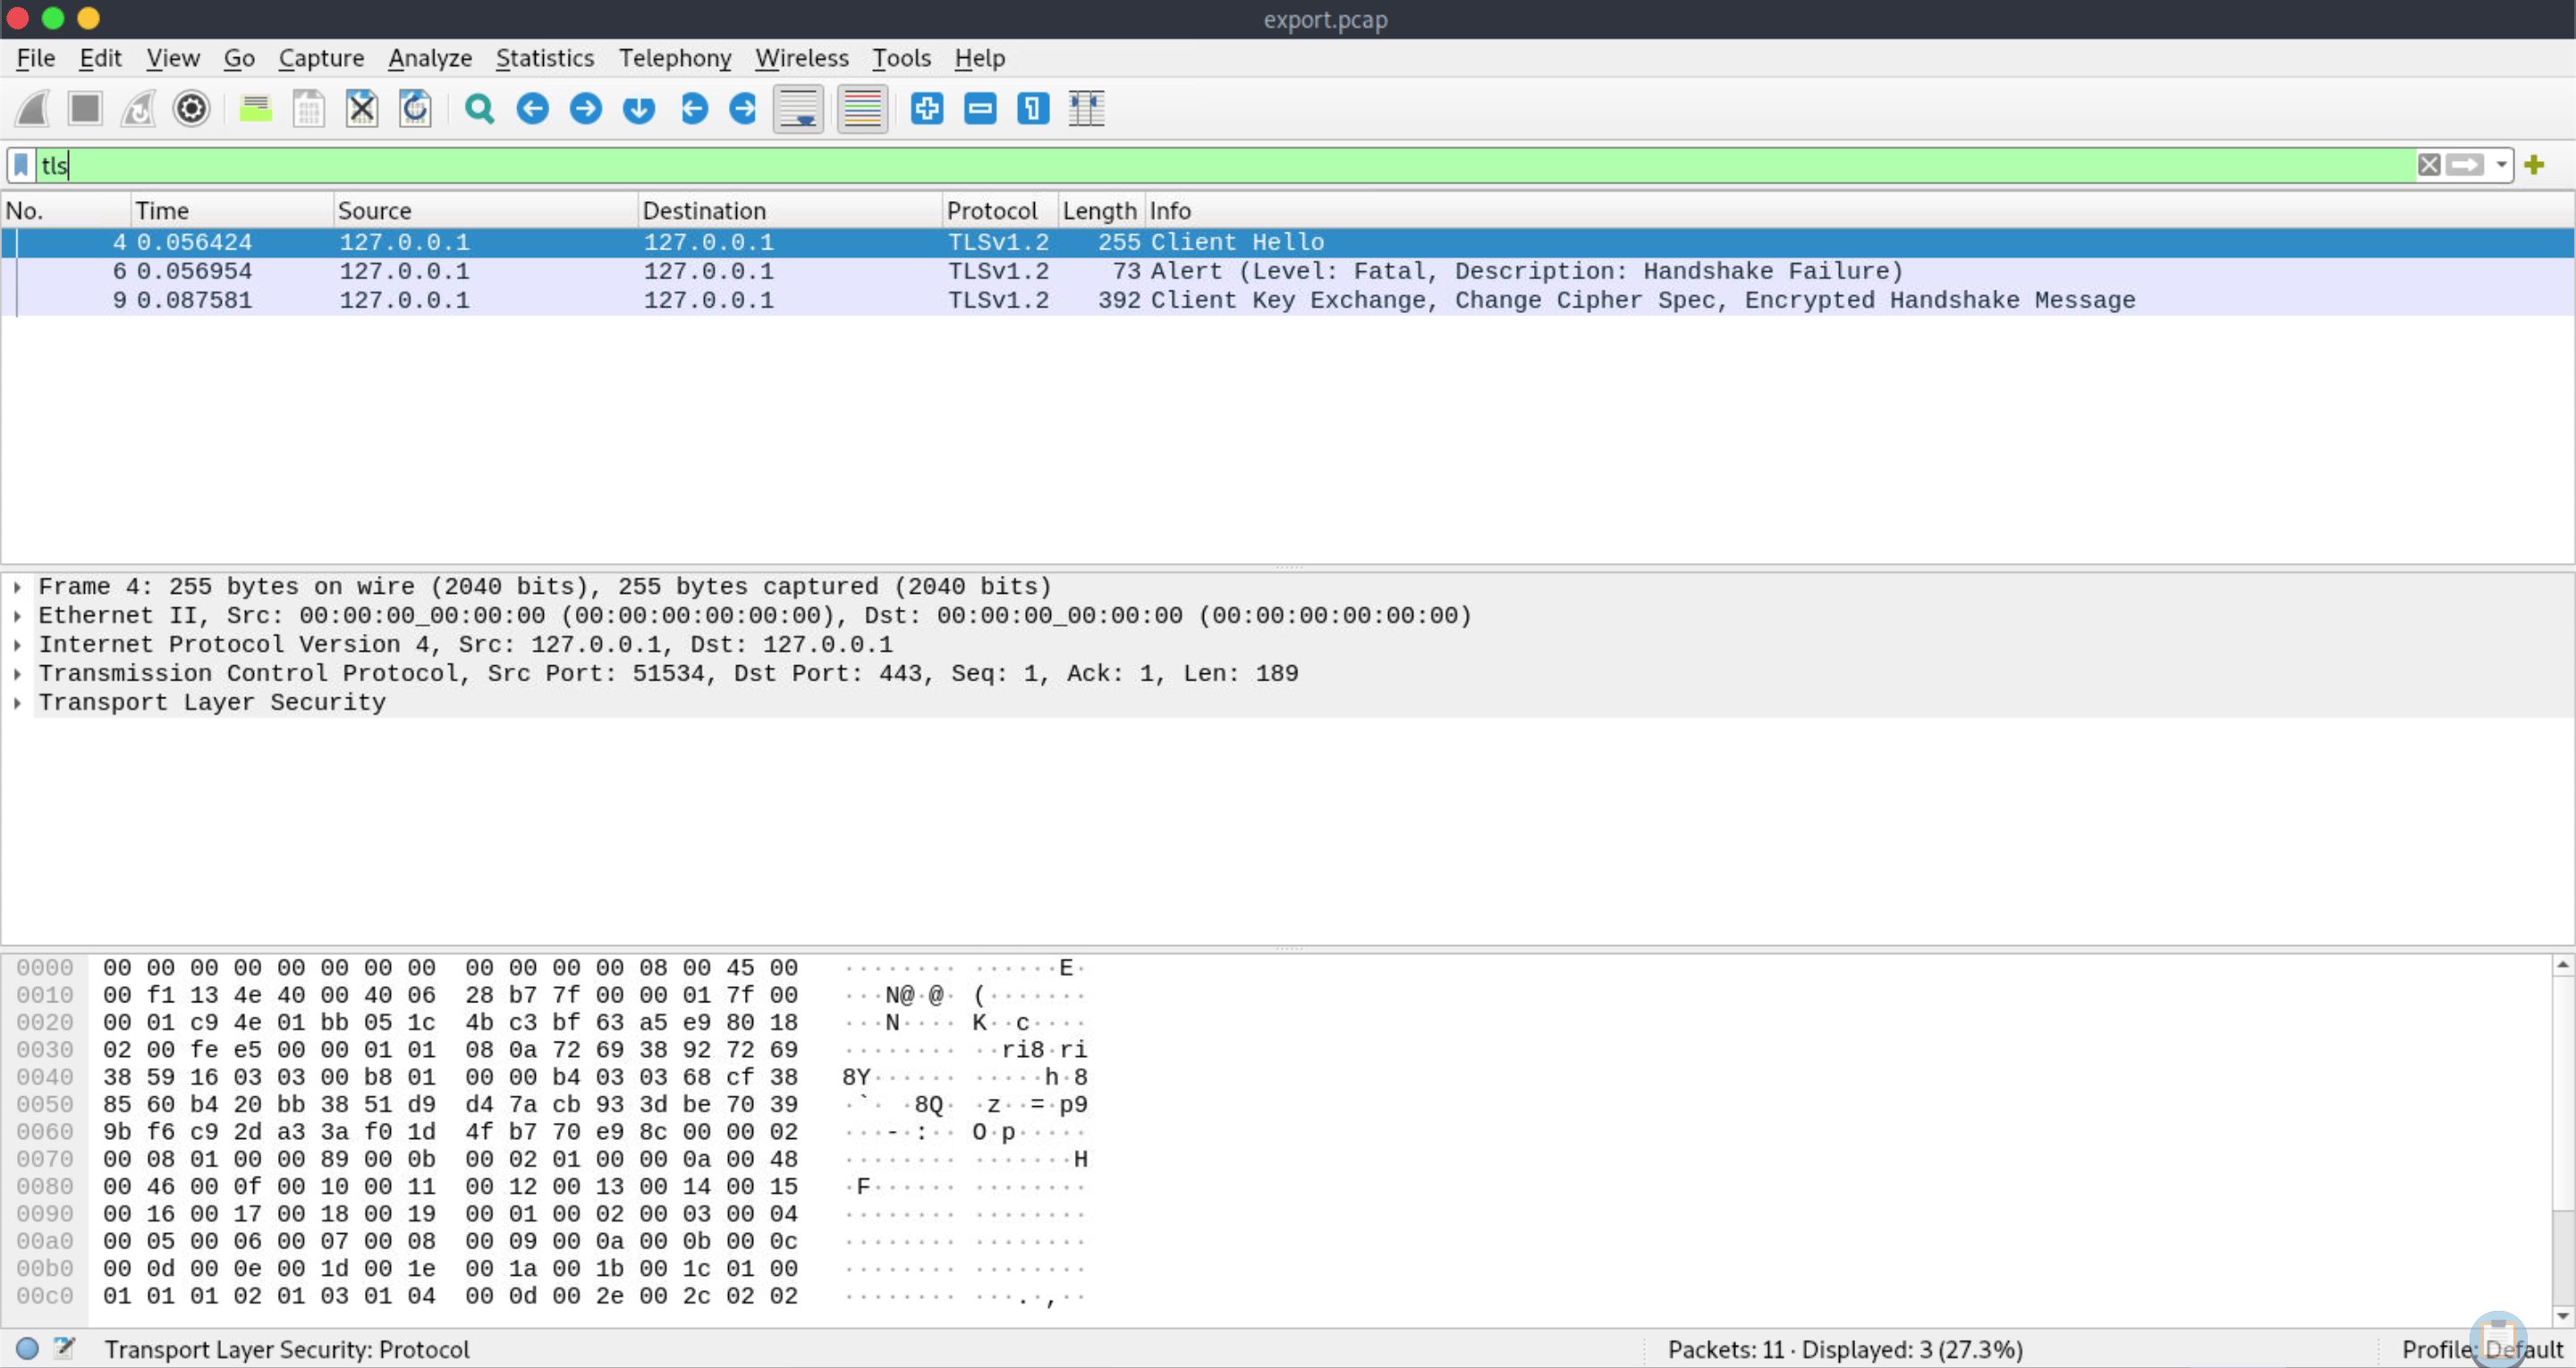 export.pcap
File Edit View Go Capture Analyze Statistics Telephony Wireless Tools Help
tls
No. Time Source Destination Protocol Length Info
4 0.056424 127.0.0.1 127.0.0.1 TLSv1.2 255 Client Hello
6 0.056954 127.0.0.1 127.0.0.1 TLSv1.2 73 Alert (Level: Fatal, Description: Handshake Failure)
9 0.087581 127.0.0.1 127.0.0.1 TLSv1.2 392 Client Key Exchange, Change Cipher Spec, Encrypted Handshake Message
Frame 4: 255 bytes on wire (2040 bits), 255 bytes captured (2040 bits)
Ethernet II, Src: 00:00:00_00:00:00 (00:00:00:00:00:00), Dst: 00:00:00_00:00:00 (00:00:00:00:00:00)
Internet Protocol Version 4, Src: 127.0.0.1, Dst: 127.0.0.1
Transmission Control Protocol, Src Port: 51534, Dst Port: 443, Seq: 1, Ack: 1, Len: 189
Transport Layer Security
0000 00 00 00 00 00 00 00 00 00 00 00 00 08 00 45 00 ········ ······E·
0010 00 f1 13 4e 40 00 40 06 28 b7 7f 00 00 01 7f 00 ···N@·@· (·······
0020 00 01 c9 4e 01 bb 05 1c 4b c3 bf 63 a5 e9 80 18 ···N···· K··c····
0030 02 00 fe e5 00 00 01 01 08 0a 72 69 38 92 72 69 ········ ··ri8·ri
0040 38 59 16 03 03 00 b8 01 00 00 b4 03 03 68 cf 38 8Y······ ·····h·8
0050 85 60 b4 20 bb 38 51 d9 d4 7a cb 93 3d be 70 39 ·`· ·8Q· ·z··=·p9
0060 9b f6 c9 2d a3 3a f0 1d 4f b7 70 e9 8c 00 00 02 ···-·:·· O·p·····
0070 00 08 01 00 00 89 00 0b 00 02 01 00 00 0a 00 48 ········ ·······H
0080 00 46 00 0f 00 10 00 11 00 12 00 13 00 14 00 15 ·F······ ········
0090 00 16 00 17 00 18 00 19 00 01 00 02 00 03 00 04 ········ ········
00a0 00 05 00 06 00 07 00 08 00 09 00 0a 00 0b 00 0c ········ ········
00b0 00 0d 00 0e 00 1d 00 1e 00 1a 00 1b 00 1c 01 00 ········ ········
00c0 01 01 01 02 01 03 01 04 00 0d 00 2e 00 2c 02 02 ········ ···.·,··
Transport Layer Security: Protocol Packets: 11 · Displayed: 3 (27.3%) Profile: Default